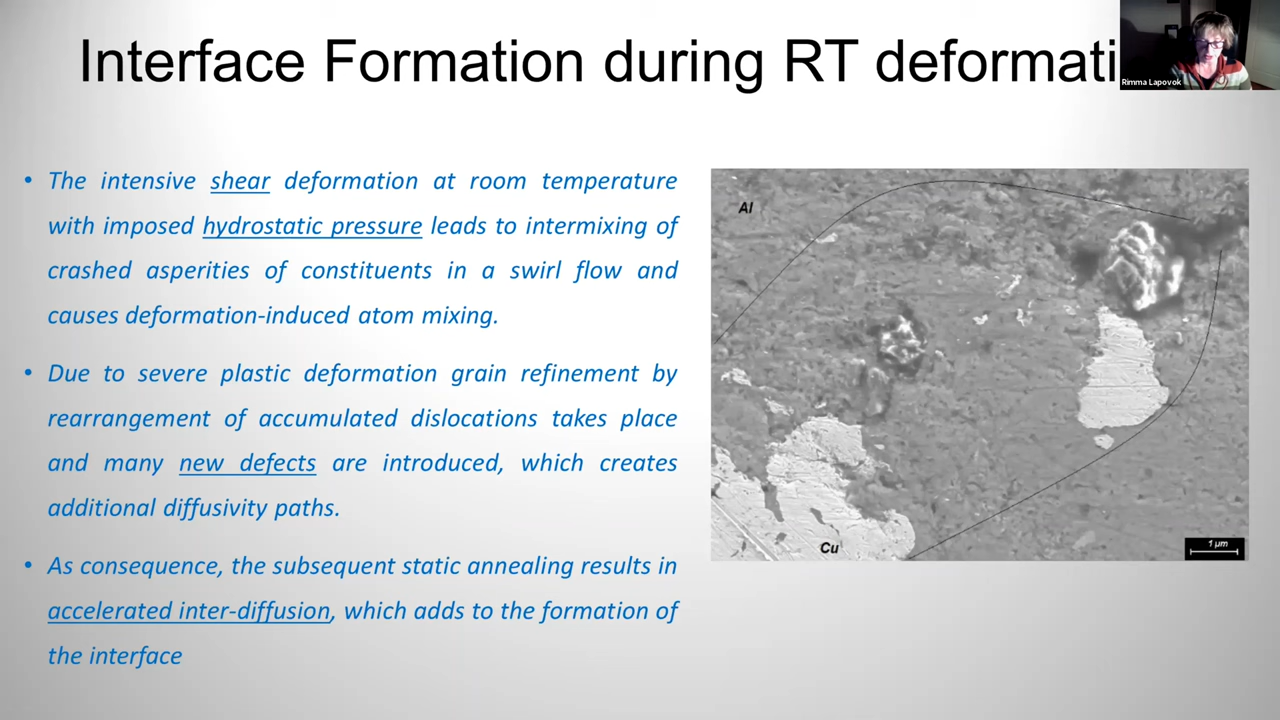 Interface Formation during RT deformati
Rimma Lapovok
• The intensive shear deformation at room temperature
with imposed hydrostatic pressure leads to intermixing of
crashed asperities of constituents in a swirl flow and
causes deformation-induced atom mixing.
• Due to severe plastic deformation grain refinement by
rearrangement of accumulated dislocations takes place
and many new defects are introduced, which creates
additional diffusivity paths.
• As consequence, the subsequent static annealing results in
accelerated inter-diffusion, which adds to the formation of
the interface
Al
Cu
1 µm